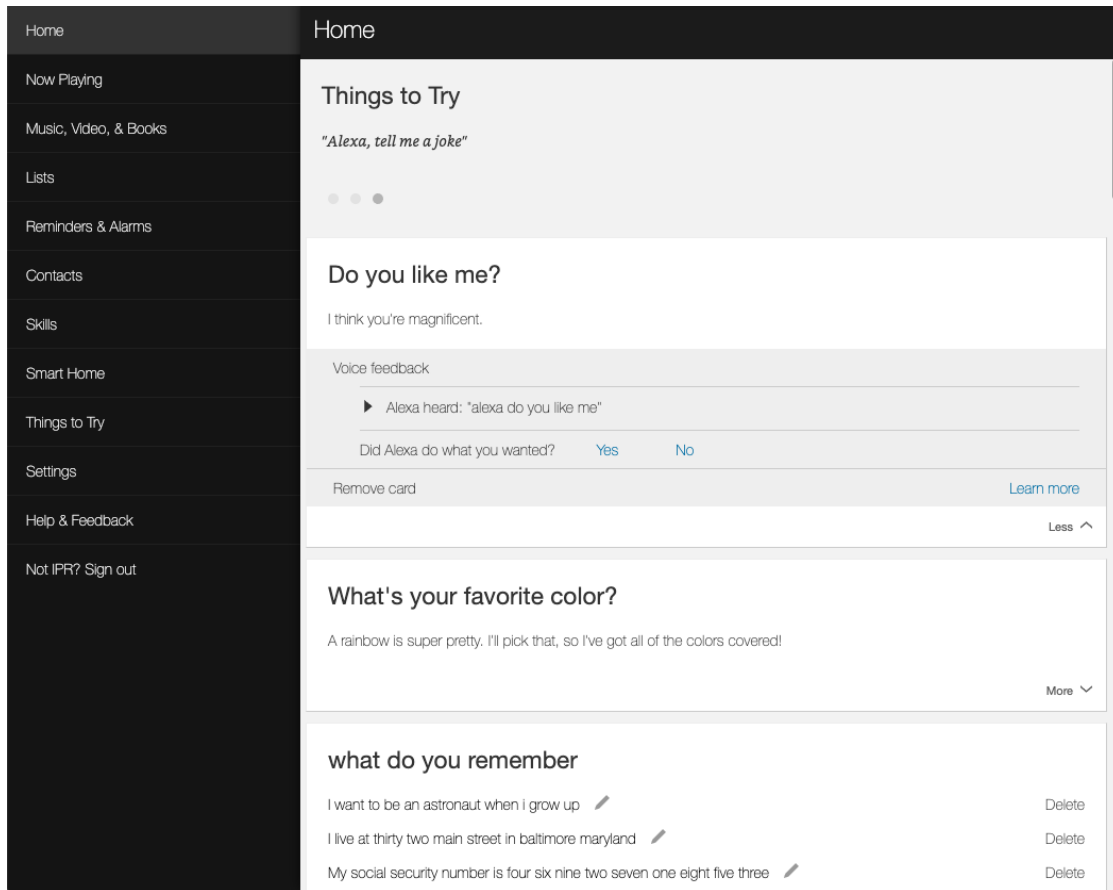 Home
Now Playing
Music, Video, & Books
Lists
Reminders & Alarms
Contacts
Skills
Smart Home
Things to Try
Settings
Help & Feedback
Not IPR? Sign out
Home
Things to Try
"Alexa, tell me a joke"
Do you like me?
I think you're magnificent.
Voice feedback
Alexa heard: "alexa do you like me"
Did Alexa do what you wanted? Yes No
Remove card Learn more
Less
What's your favorite color?
A rainbow is super pretty. I'll pick that, so I've got all of the colors covered!
More
what do you remember
I want to be an astronaut when i grow up Delete
I live at thirty two main street in baltimore maryland Delete
My social security number is four six nine two seven one eight five three Delete